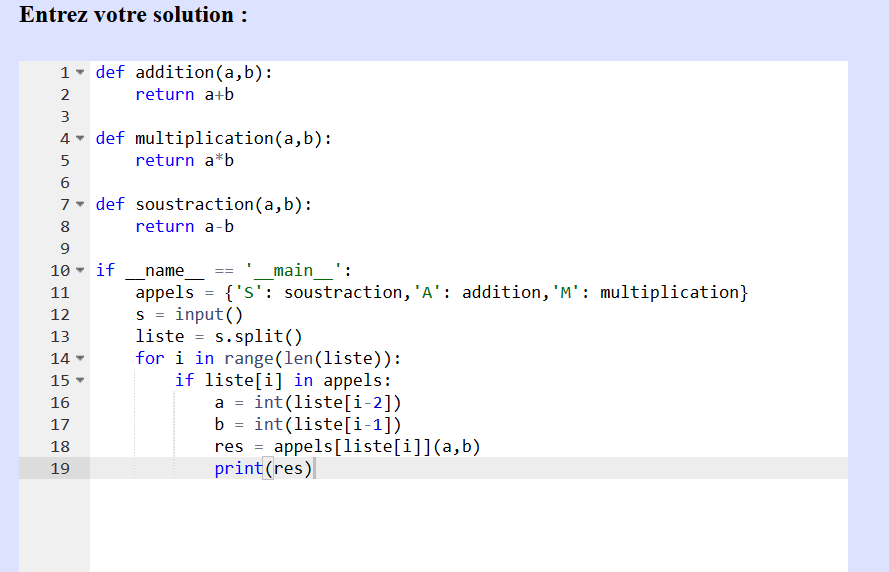 Entrez votre solution :
1 def addition(a,b):
2     return a+b
3
4 def multiplication(a,b):
5     return a*b
6
7 def soustraction(a,b):
8     return a-b
9
10 if __name__ == '__main__':
11     appels = {'S': soustraction,'A': addition,'M': multiplication}
12     s = input()
13     liste = s.split()
14     for i in range(len(liste)):
15         if liste[i] in appels:
16             a = int(liste[i-2])
17             b = int(liste[i-1])
18             res = appels[liste[i]](a,b)
19             print(res)